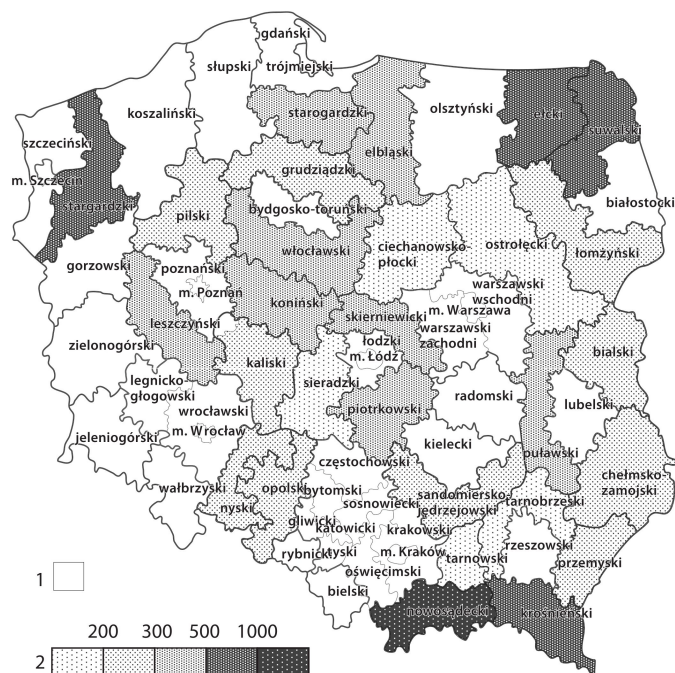 gdański
słupski
trójmiejski
koszaliński
starogardzki
olsztyński
ełcki
suwalski
szczeciński
elbląski
grudziądzki
m. Szczecin
stargardzki
pilski
bydgosko-toruński
białostocki
włocławski
ciechanowsko-
płocki
ostrołęcki
łomżyński
gorzowski
poznański
m. Poznań
koniński
warszawski
wschodni
m. Warszawa
skierniewicki
warszawski
zachodni
leszczyński
zielonogórski
łodzki
m. Łódź
bialski
kaliski
sieradzki
legnicko-
głogowski
wrocławski
radomski
lubelski
piotrkowski
m. Wrocław
jeleniogórski
kielecki
puławski
częstochowski
wałbrzyski
opolski
bytomski
nyski
sosnowiecki
sandomiersko-
jędrzejowski
tarnobrzeski
chełmsko-
zamojski
gliwicki
katowicki
krakowski
rzeszowski
rybnicki
tyski
m. Kraków
tarnowski
przemyski
oświęcimski
bielski
nowosądecki
krośnieński
1
200 300 500 1000
2